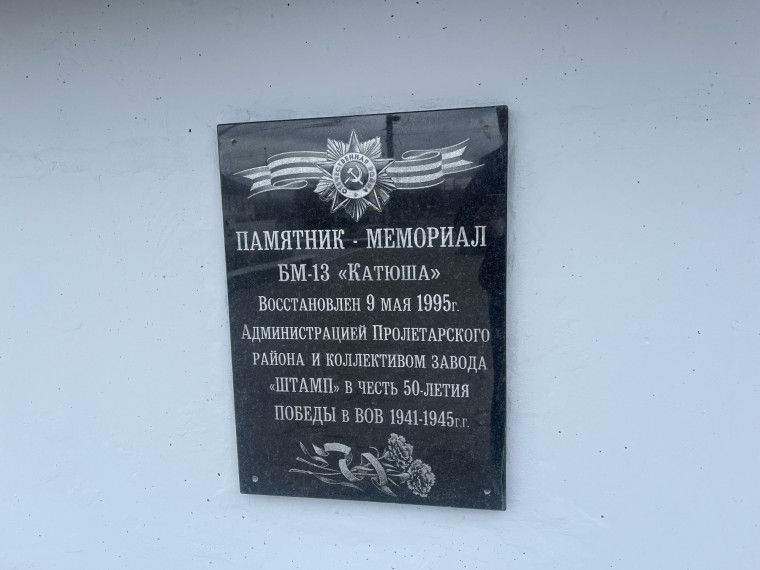 ОТЕЧЕСТВЕННАЯ
ПАМЯТНИК - МЕМОРИАЛ
БМ-13 «КАТЮША»
ВОССТАНОВЛЕН 9 МАЯ 1995г.
АДМИНИСТРАЦИЕЙ ПРОЛЕТАРСКОГО
РАЙОНА И КОЛЛЕКТИВОМ ЗАВОДА
«ШТАМП» В ЧЕСТЬ 50-ЛЕТИЯ
ПОБЕДЫ В ВОВ 1941-1945г.г.